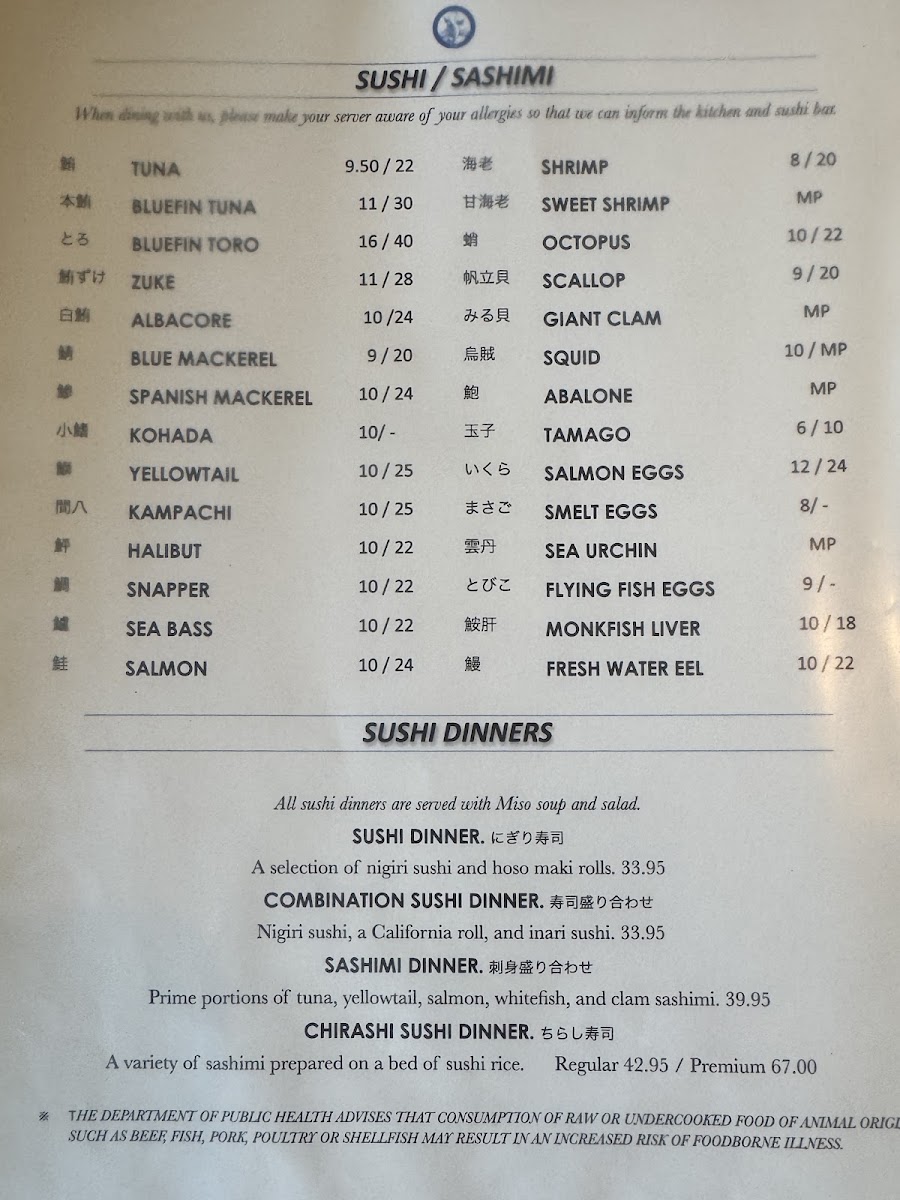 SUSHI / SASHIMI
When dining with us, please make your server aware of your allergies so that we can inform the kitchen and sushi bar.
鮪 TUNA 9.50 / 22 海老 SHRIMP 8 / 20
本鮪 BLUEFIN TUNA 11 / 30 甘海老 SWEET SHRIMP MP
とろ BLUEFIN TORO 16 / 40 蛸 OCTOPUS 10 / 22
鮪ずけ ZUKE 11 / 28 帆立貝 SCALLOP 9 / 20
白鮪 ALBACORE 10 /24 みる貝 GIANT CLAM MP
鯖 BLUE MACKEREL 9 / 20 烏賊 SQUID 10 / MP
SPANISH MACKEREL 10 / 24 鮑 ABALONE MP
小鰭 KOHADA 10/ - 玉子 TAMAGO 6 / 10
YELLOWTAIL 10 / 25 いくら SALMON EGGS 12 / 24
間八 KAMPACHI 10 / 25 まさご SMELT EGGS 8/ -
HALIBUT 10 / 22 雲丹 SEA URCHIN MP
鯛 SNAPPER 10 / 22 とびこ FLYING FISH EGGS 9 / -
鱸 SEA BASS 10 / 22 鮟肝 MONKFISH LIVER 10 / 18
鮭 SALMON 10 / 24 鰻 FRESH WATER EEL 10 / 22
SUSHI DINNERS
All sushi dinners are served with Miso soup and salad.
SUSHI DINNER. にぎり寿司
A selection of nigiri sushi and hoso maki rolls. 33.95
COMBINATION SUSHI DINNER. 寿司盛り合わせ
Nigiri sushi, a California roll, and inari sushi. 33.95
SASHIMI DINNER. 刺身盛り合わせ
Prime portions of tuna, yellowtail, salmon, whitefish, and clam sashimi. 39.95
CHIRASHI SUSHI DINNER. ちらし寿司
A variety of sashimi prepared on a bed of sushi rice. Regular 42.95 / Premium 67.00
※ THE DEPARTMENT OF PUBLIC HEALTH ADVISES THAT CONSUMPTION OF RAW OR UNDERCOOKED FOOD OF ANIMAL ORIGI
SUCH AS BEEF, FISH, PORK, POULTRY OR SHELLFISH MAY RESULT IN AN INCREASED RISK OF FOODBORNE ILLNESS.